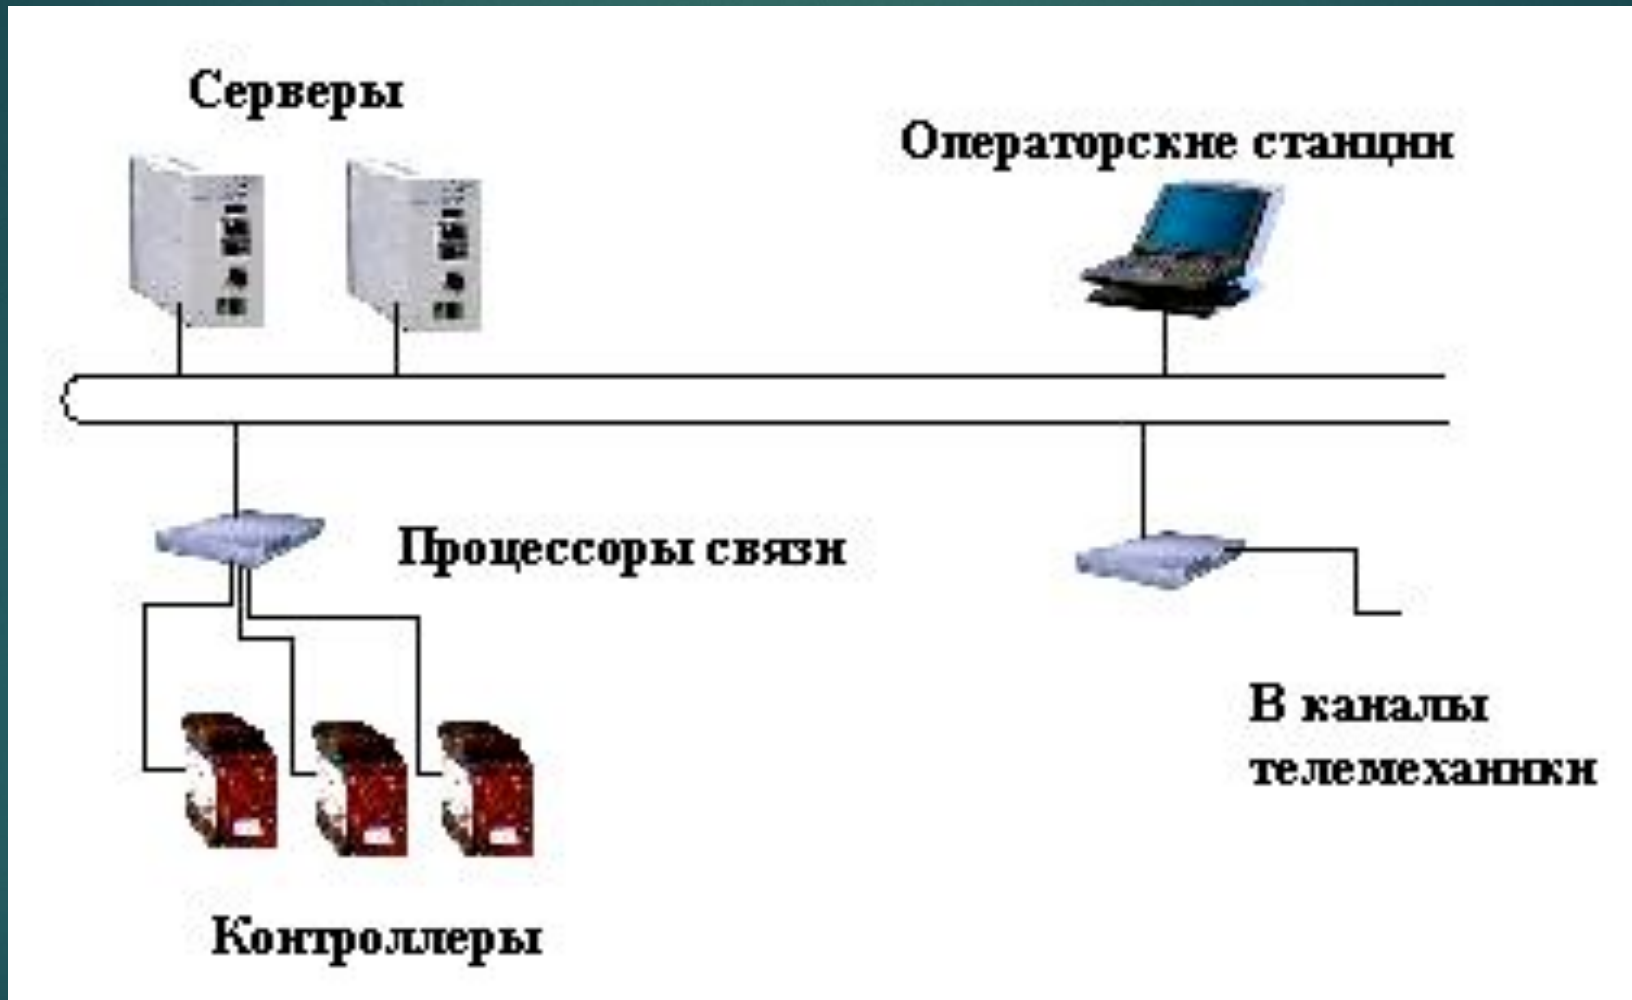 Серверы
Операторские станции
Процессоры связи
В каналы
телемеханики
Контроллеры